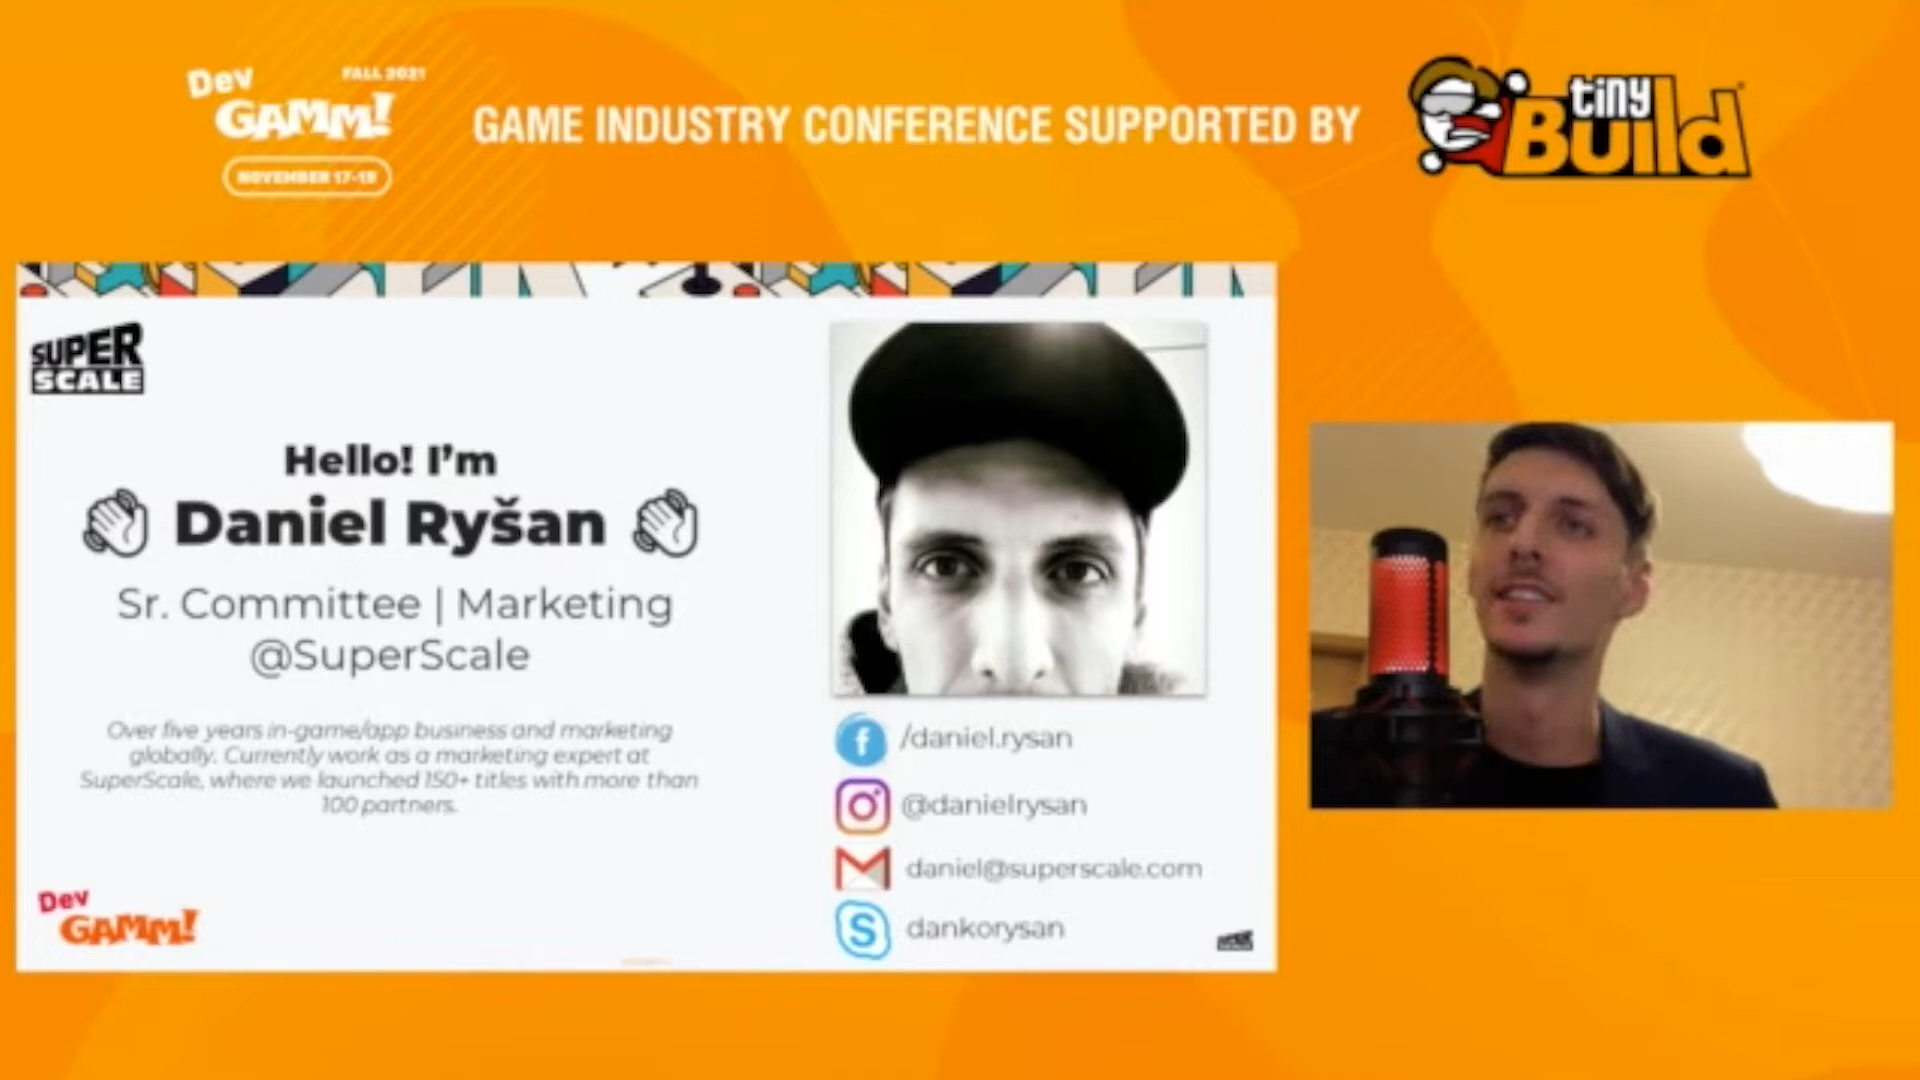 Dev
GAMM!
FALL 2021
NOVEMBER 17-19
GAME INDUSTRY CONFERENCE SUPPORTED BY
tiny
Build
SUPER
SCALE
Hello! I'm
Daniel Ryšan
Sr. Committee | Marketing
@SuperScale
Over five years in-game/app business and marketing
globally. Currently work as a marketing expert at
SuperScale, where we launched 150+ titles with more than
100 partners.
/daniel.rysan
@danielrysan
daniel@superscale.com
dankorysan
Dev
GAMM!